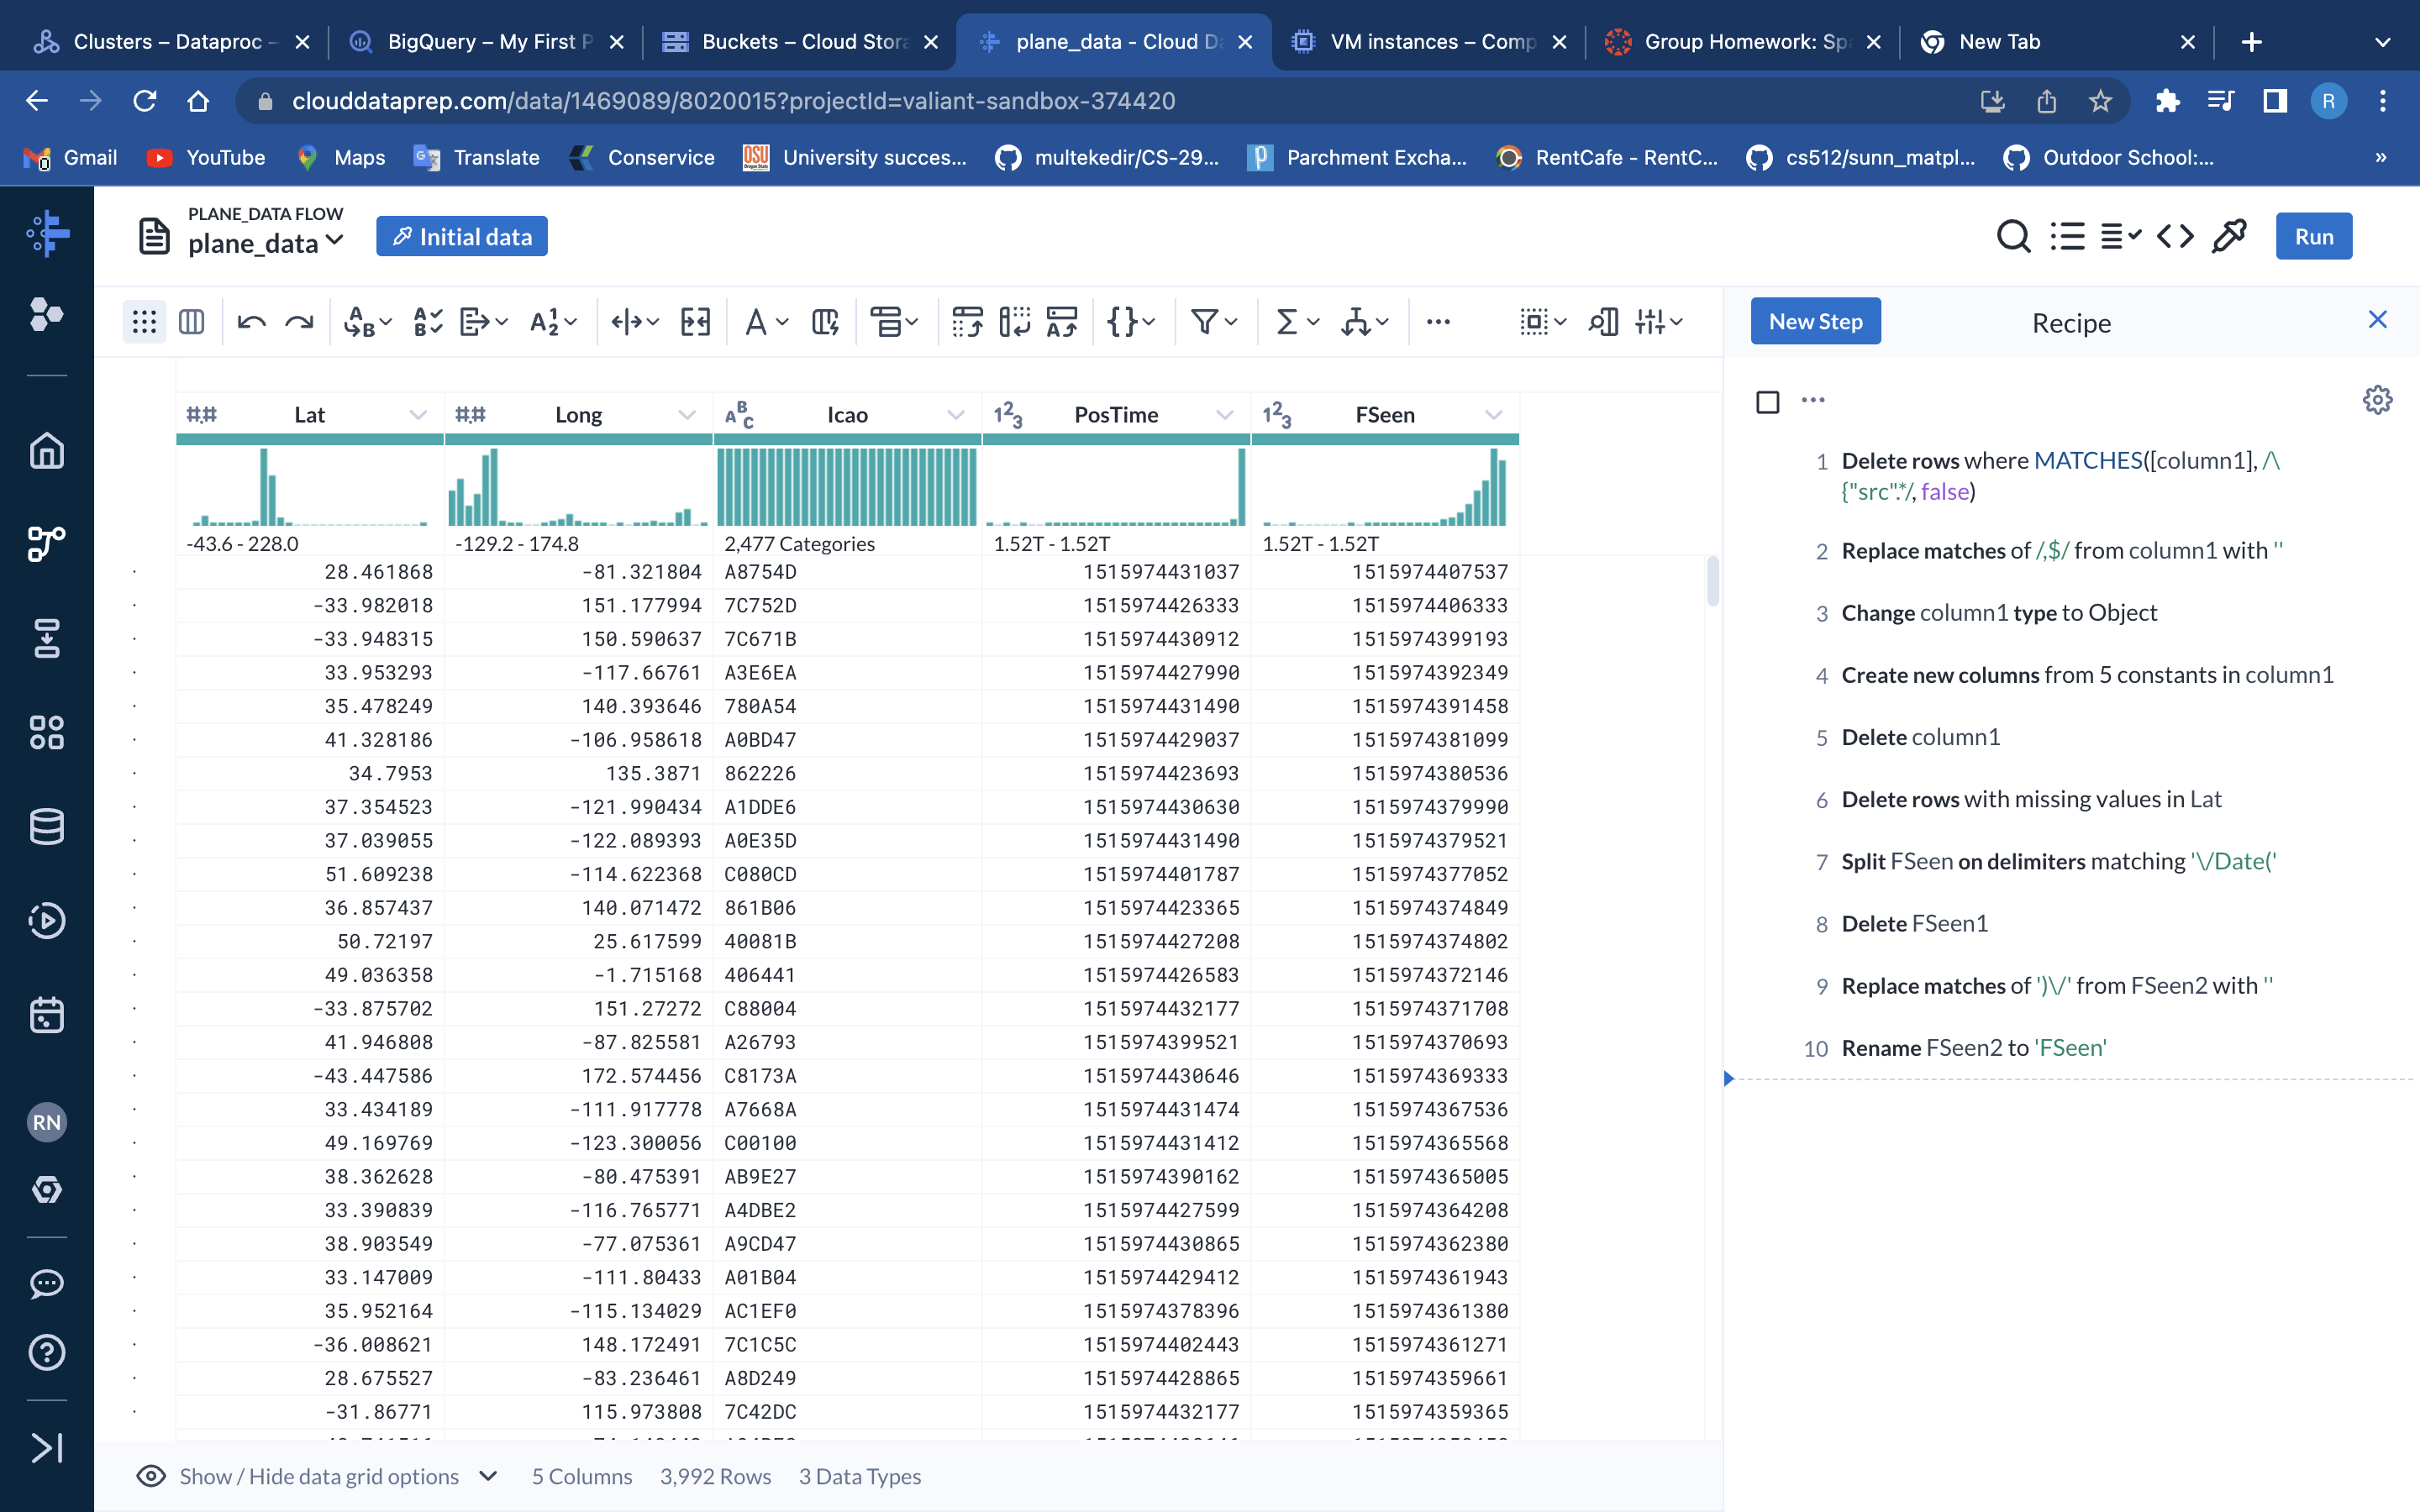 Clusters – Dataproc –
BigQuery – My First P
Buckets – Cloud Stora
plane_data - Cloud Da
VM instances – Comp
Group Homework: Spa
New Tab
clouddataprep.com/data/1469089/8020015?projectId=valiant-sandbox-374420
R
Gmail
YouTube
Maps
Translate
Conservice
OSU
University succes...
multekedir/CS-29...
Parchment Excha...
RentCafe - RentC...
cs512/sunn_matpl...
Outdoor School:...
»
PLANE_DATA FLOW
plane_data
Initial data
Run
New Step
Recipe
##
Lat
##
Long
ABC
Icao
123
PosTime
123
FSeen
-43.6 - 228.0
-129.2 - 174.8
2,477 Categories
1.52T - 1.52T
1.52T - 1.52T
28.461868 -81.321804 A8754D 1515974431037 1515974407537
-33.982018 151.177994 7C752D 1515974426333 1515974406333
-33.948315 150.590637 7C671B 1515974430912 1515974399193
33.953293 -117.66761 A3E6EA 1515974427990 1515974392349
35.478249 140.393646 780A54 1515974431490 1515974391458
41.328186 -106.958618 A0BD47 1515974429037 1515974381099
34.7953 135.3871 862226 1515974423693 1515974380536
37.354523 -121.990434 A1DDE6 1515974430630 1515974379990
37.039055 -122.089393 A0E35D 1515974431490 1515974379521
51.609238 -114.622368 C080CD 1515974401787 1515974377052
36.857437 140.071472 861B06 1515974423365 1515974374849
50.72197 25.617599 40081B 1515974427208 1515974374802
49.036358 -1.715168 406441 1515974426583 1515974372146
-33.875702 151.27272 C88004 1515974432177 1515974371708
41.946808 -87.825581 A26793 1515974399521 1515974370693
-43.447586 172.574456 C8173A 1515974430646 1515974369333
33.434189 -111.917778 A7668A 1515974431474 1515974367536
49.169769 -123.300056 C00100 1515974431412 1515974365568
38.362628 -80.475391 AB9E27 1515974390162 1515974365005
33.390839 -116.765771 A4DBE2 1515974427599 1515974364208
38.903549 -77.075361 A9CD47 1515974430865 1515974362380
33.147009 -111.80433 A01B04 1515974429412 1515974361943
35.952164 -115.134029 AC1EF0 1515974378396 1515974361380
-36.008621 148.172491 7C1C5C 1515974402443 1515974361271
28.675527 -83.236461 A8D249 1515974428865 1515974359661
-31.86771 115.973808 7C42DC 1515974432177 1515974359365
1 Delete rows where MATCHES([column1], /\
{"src".*/, false)
2 Replace matches of /,$/ from column1 with ''
3 Change column1 type to Object
4 Create new columns from 5 constants in column1
5 Delete column1
6 Delete rows with missing values in Lat
7 Split FSeen on delimiters matching '\/Date('
8 Delete FSeen1
9 Replace matches of ')\/' from FSeen2 with ''
10 Rename FSeen2 to 'FSeen'
RN
Show / Hide data grid options
5 Columns
3,992 Rows
3 Data Types